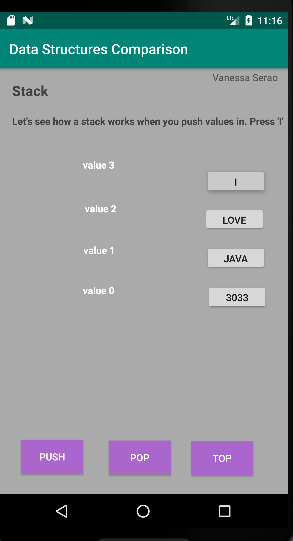 11:16
Data Structures Comparison
Vanessa Serao
Stack
Let's see how a stack works when you push values in. Press 'I'
value 3
I
value 2
LOVE
value 1
JAVA
value 0
3033
PUSH POP TOP